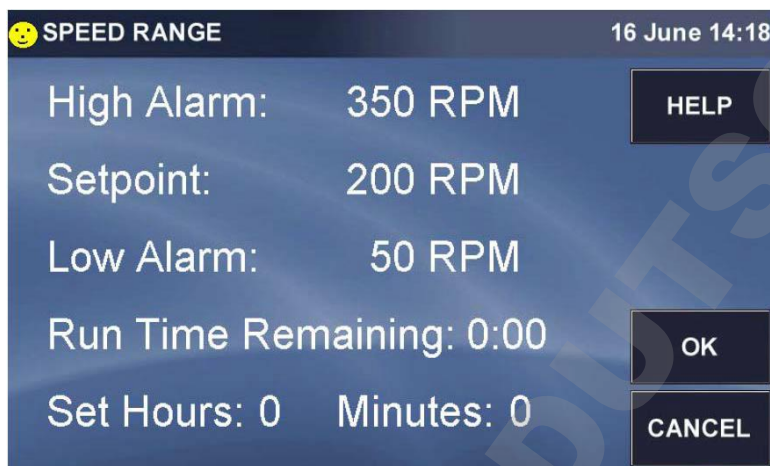 SPEED RANGE 16 June 14:18
High Alarm: 350 RPM HELP
Setpoint: 200 RPM
Low Alarm: 50 RPM
Run Time Remaining: 0:00 OK
Set Hours: 0 Minutes: 0 CANCEL